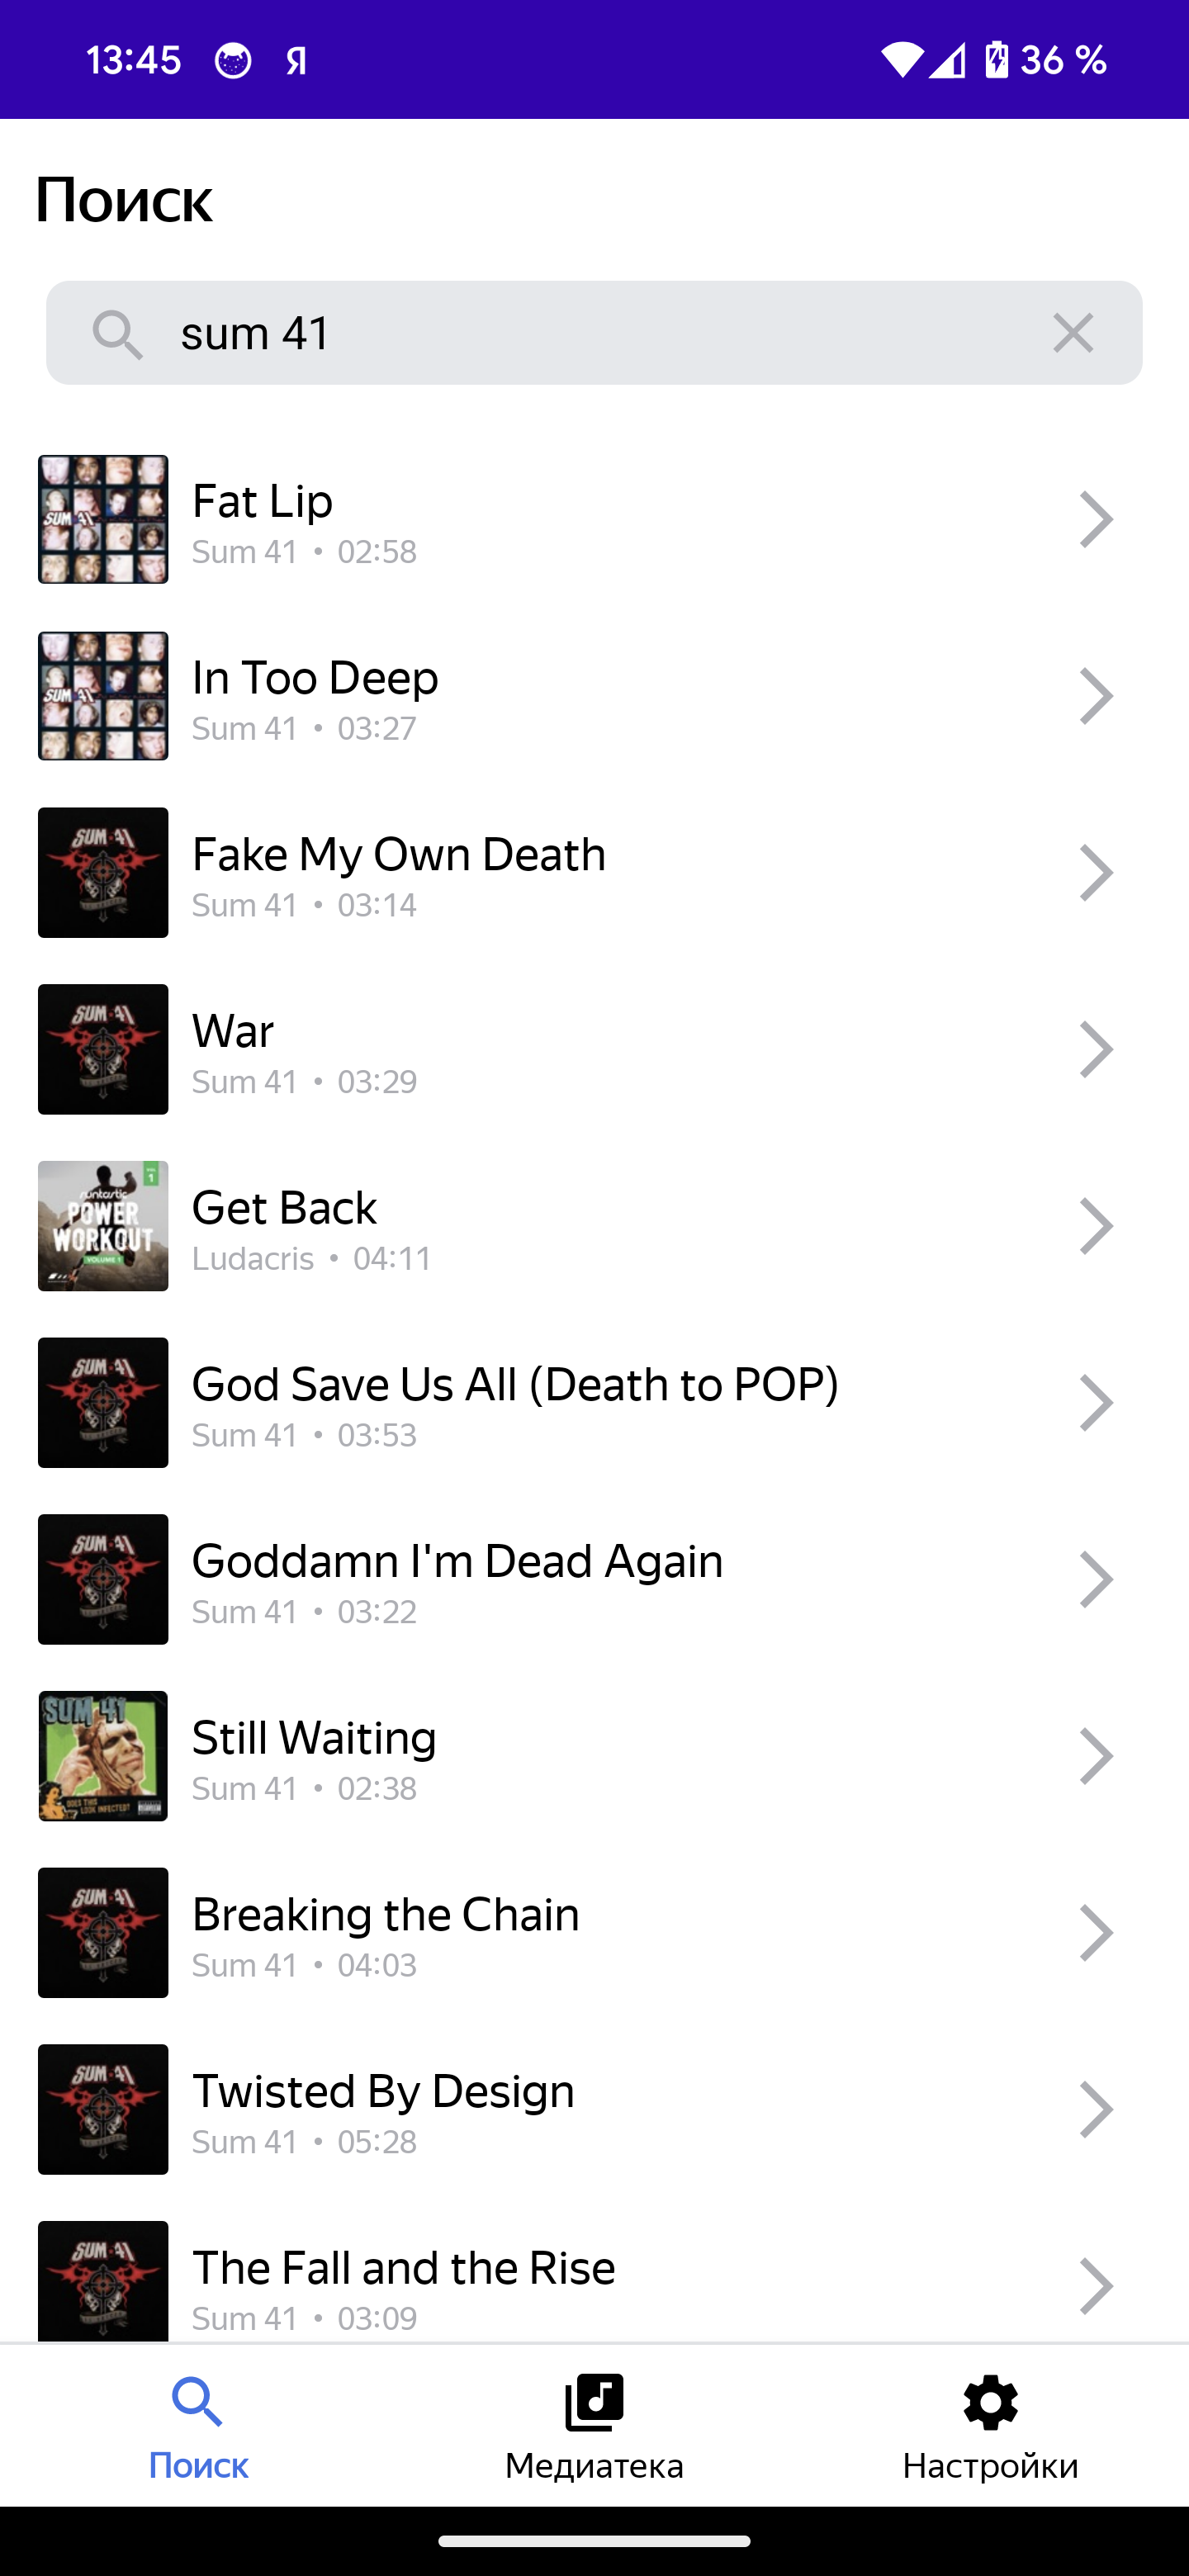 13:45 Я 36 %
Поиск
sum 41
Fat Lip
Sum 41 • 02:58
In Too Deep
Sum 41 • 03:27
Fake My Own Death
Sum 41 • 03:14
War
Sum 41 • 03:29
Get Back
Ludacris • 04:11
God Save Us All (Death to POP)
Sum 41 • 03:53
Goddamn I'm Dead Again
Sum 41 • 03:22
Still Waiting
Sum 41 • 02:38
Breaking the Chain
Sum 41 • 04:03
Twisted By Design
Sum 41 • 05:28
The Fall and the Rise
Sum 41 • 03:09
Поиск Медиатека Настройки
SUM 41
SUM 41
SUM 41
SUM 41
1
runtastic
POWER
WORKOUT
VOLUME 1
SUM 41
SUM 41
SUM 41
DOES THIS
LOOK INFECTED?
SUM 41
SUM 41
SUM 41